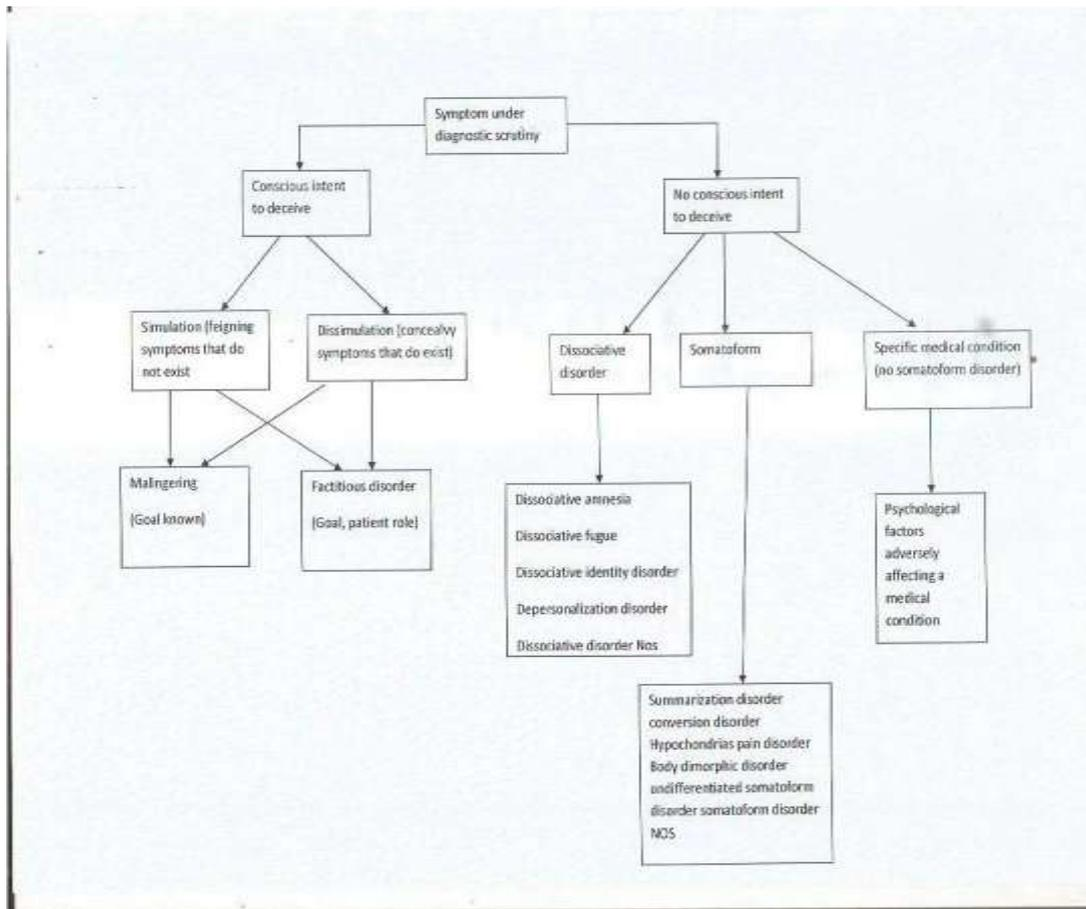 Symptom under
diagnostic scrutiny
Conscious intent
to deceive
No conscious intent
to deceive
Simulation (feigning
symptoms that do
not exist
Dissimulation (concealvy
symptoms that do exist)
Dissociative
disorder
Somatoform
Specific medical condition
(no somatoform disorder)
Malingering
(Goal known)
Factitious disorder
(Goal, patient role)
Dissociative amnesia
Dissociative fugue
Dissociative identity disorder
Depersonalization disorder
Dissociative disorder Nos
Psychological
factors
adversely
affecting a
medical
condition
Summarization disorder
conversion disorder
Hypochondrias pain disorder
Body dimorphic disorder
undifferentiated somatoform
disorder somatoform disorder
NOS